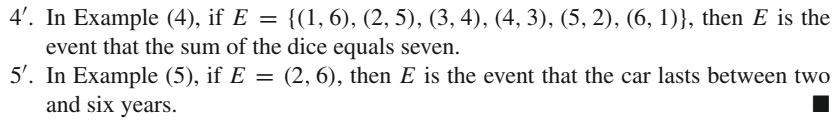 4′. In Example (4), if E = {(1, 6), (2, 5), (3, 4), (4, 3), (5, 2), (6, 1)}, then E is the
event that the sum of the dice equals seven.
5′. In Example (5), if E = (2, 6), then E is the event that the car lasts between two
and six years. ■